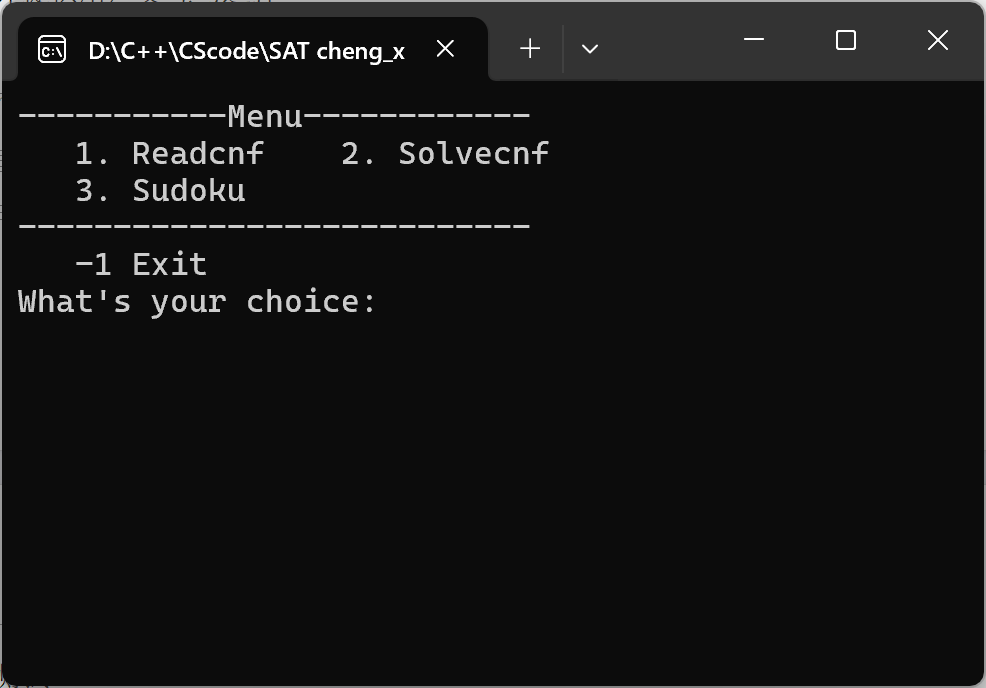 D:\C++\CScode\SAT cheng_x
-----------Menu------------
1. Readcnf    2. Solvecnf
3. Sudoku
---------------------------
-1 Exit
What's your choice: